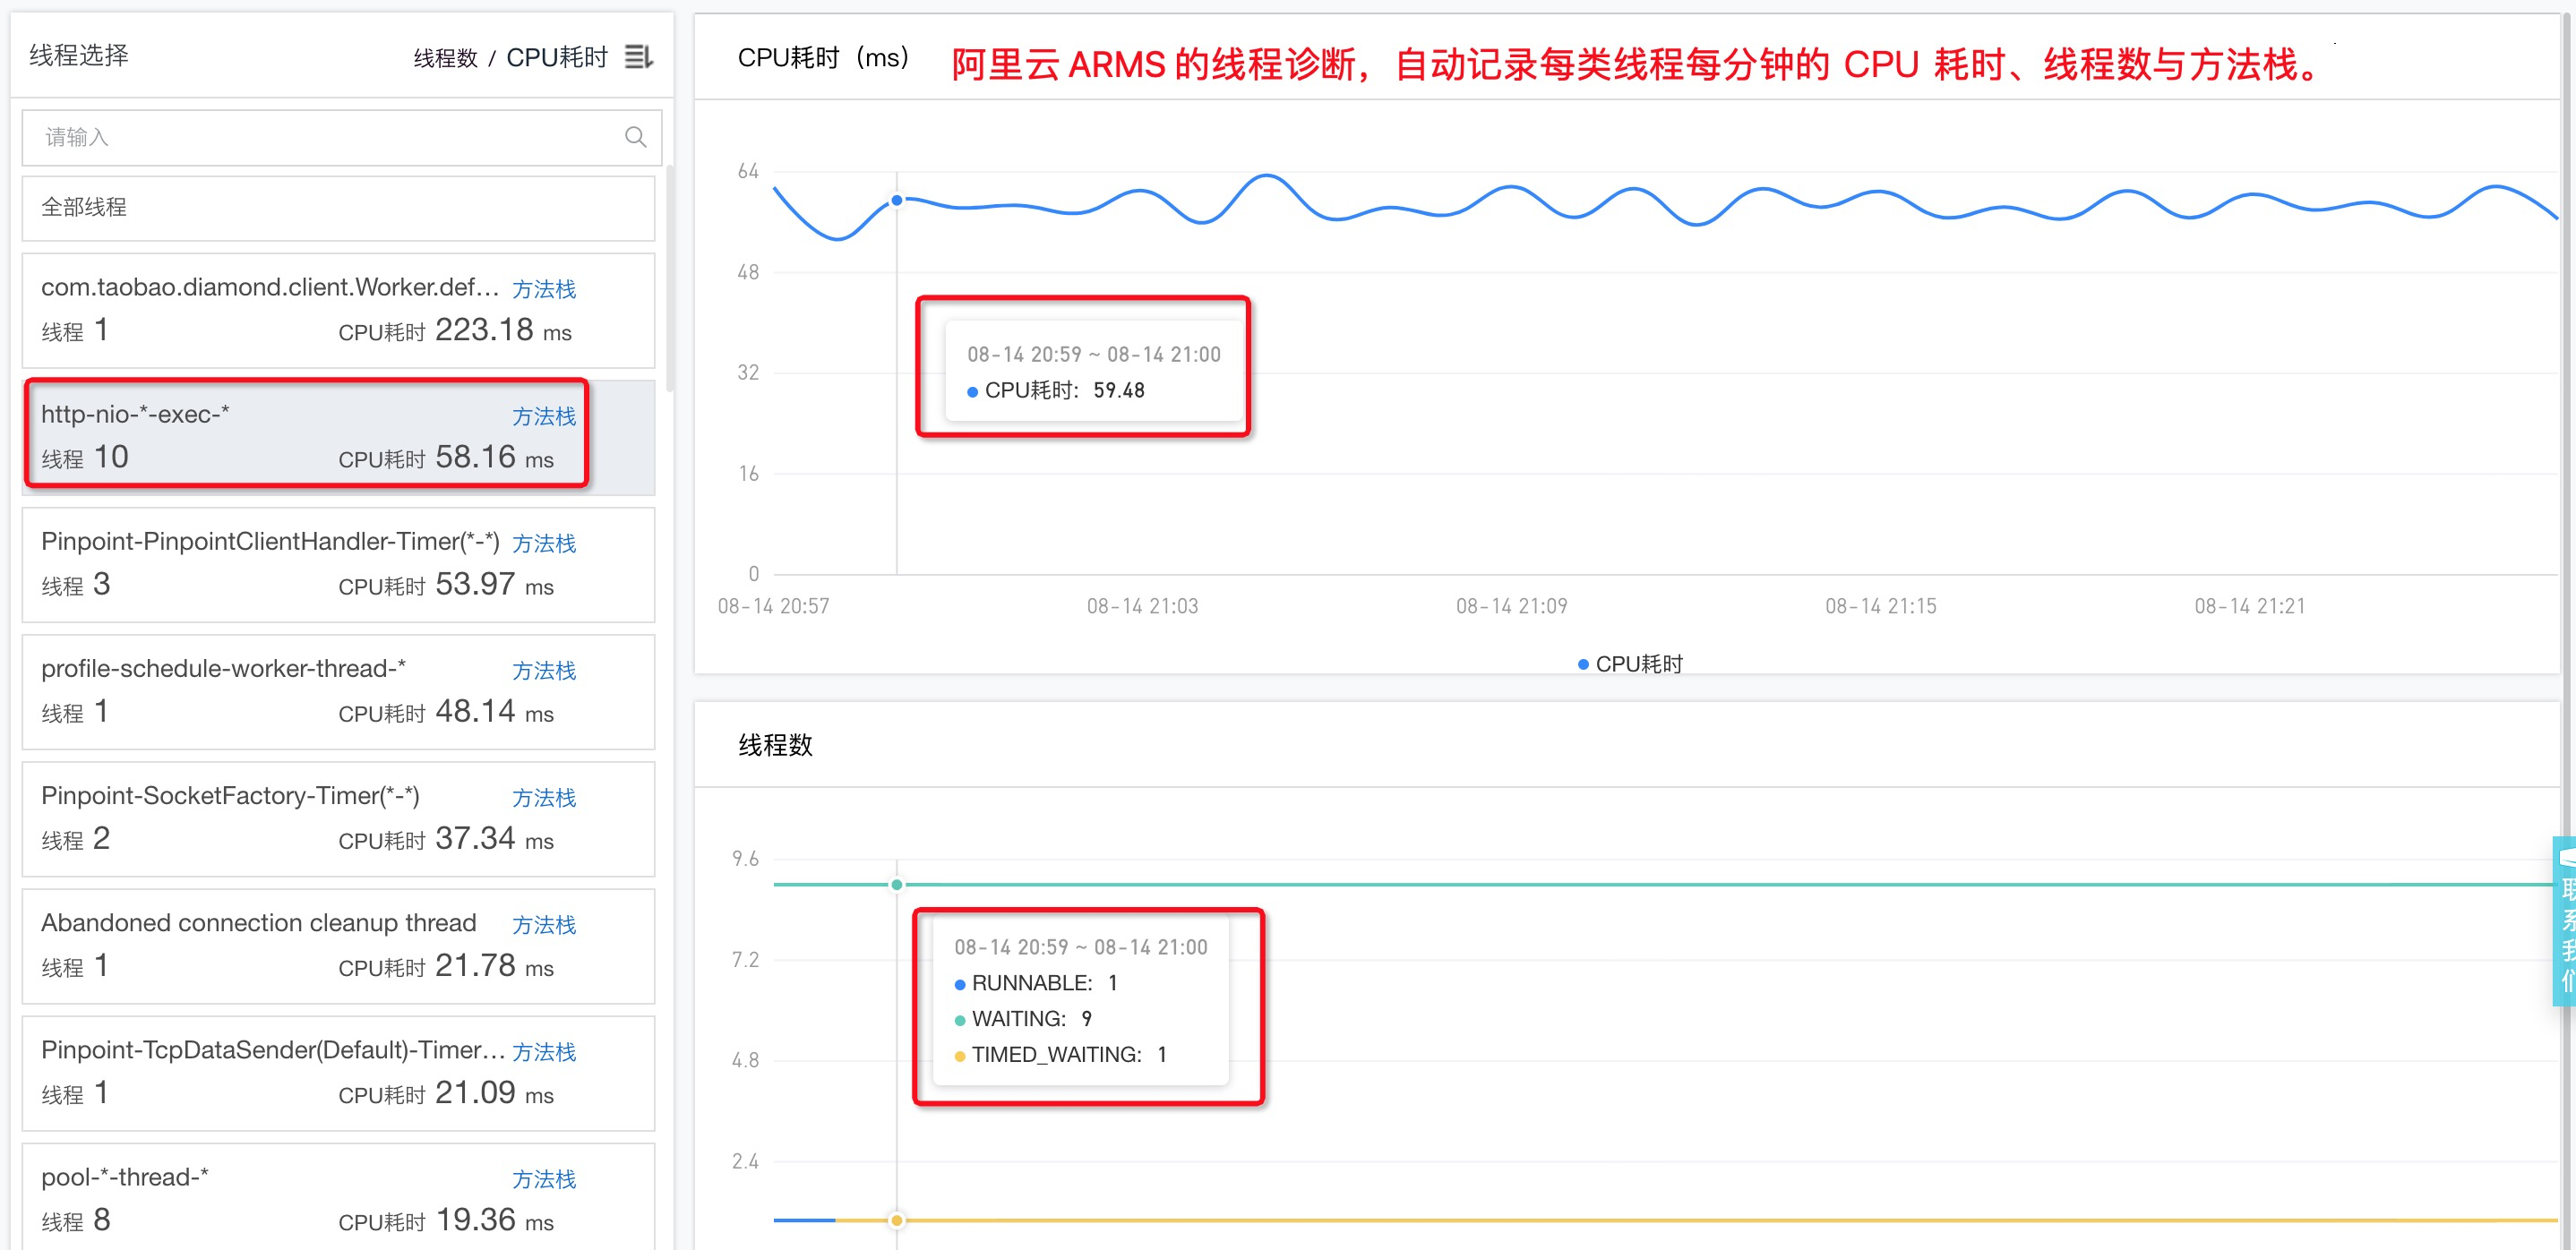 线程选择
线程数 / CPU耗时
请输入
全部线程
com.taobao.diamond.client.Worker.def... 方法栈
线程 1 CPU耗时 223.18 ms
http-nio-*-exec-* 方法栈
线程 10 CPU耗时 58.16 ms
Pinpoint-PinpointClientHandler-Timer(*-*) 方法栈
线程 3 CPU耗时 53.97 ms
profile-schedule-worker-thread-* 方法栈
线程 1 CPU耗时 48.14 ms
Pinpoint-SocketFactory-Timer(*-*) 方法栈
线程 2 CPU耗时 37.34 ms
Abandoned connection cleanup thread 方法栈
线程 1 CPU耗时 21.78 ms
Pinpoint-TcpDataSender(Default)-Timer... 方法栈
线程 1 CPU耗时 21.09 ms
pool-*-thread-* 方法栈
线程 8 CPU耗时 19.36 ms
CPU耗时（ms）
阿里云 ARMS 的线程诊断，自动记录每类线程每分钟的 CPU 耗时、线程数与方法栈。
64
48
32
16
0
08-14 20:59 ~ 08-14 21:00
CPU耗时: 59.48
08-14 20:57 08-14 21:03 08-14 21:09 08-14 21:15 08-14 21:21
CPU耗时
线程数
9.6
7.2
4.8
2.4
08-14 20:59 ~ 08-14 21:00
RUNNABLE: 1
WAITING: 9
TIMED_WAITING: 1
联系我们